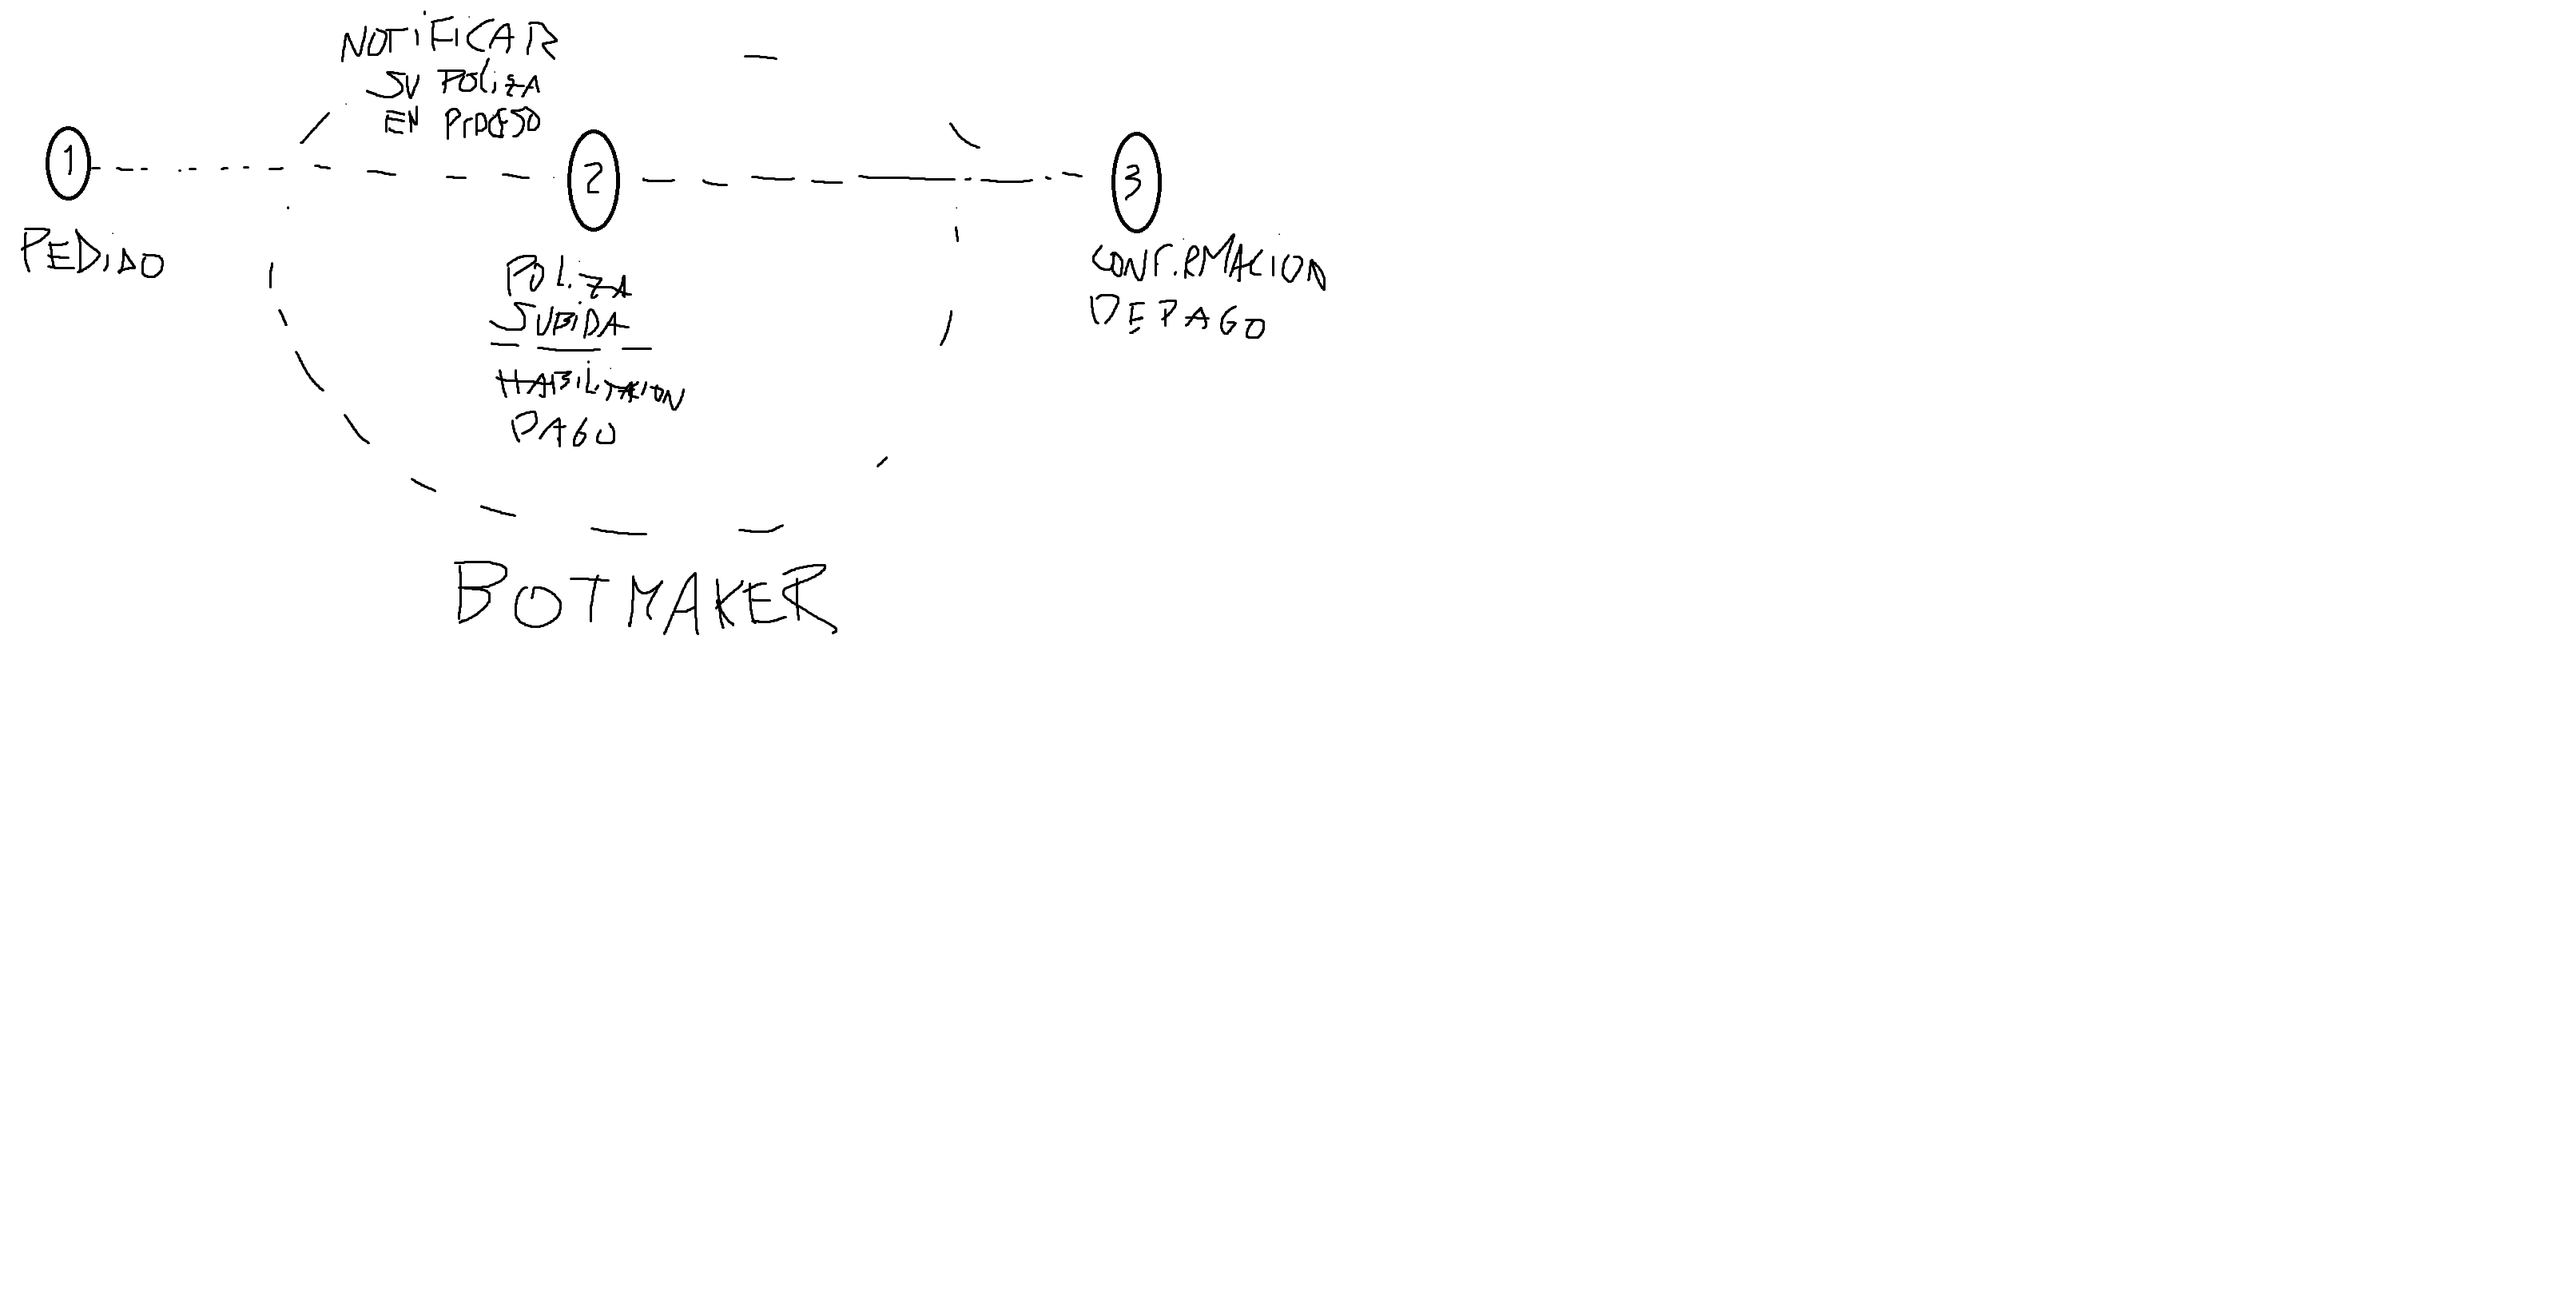 NOTIFICAR
SU POLIZA
EN PROCESO
1
2
3
PEDIDO
POLIZA
SUBIDA
HABILITACION
PAGO
CONFIRMACION
DE PAGO
BOTMAKER